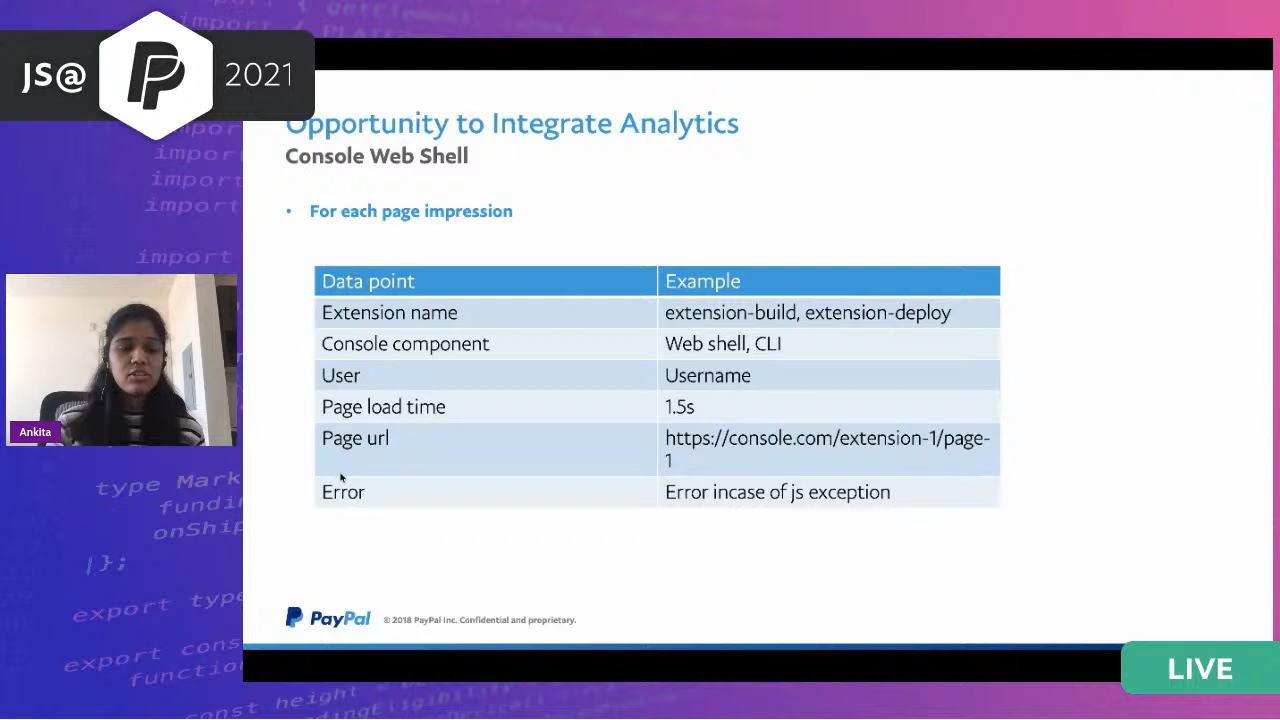 JS@ 2021
Opportunity to Integrate Analytics
Console Web Shell
• For each page impression
Data point Example
Extension name extension-build, extension-deploy
Console component Web shell, CLI
User Username
Page load time 1.5s
Page url https://console.com/extension-1/page-
1
Error Error incase of js exception
PayPal © 2018 PayPal Inc. Confidential and proprietary.
Ankita
LIVE
import
import
import
import
import
type Mark
fundin
onShip
|};
export type
export cons
function
const height =